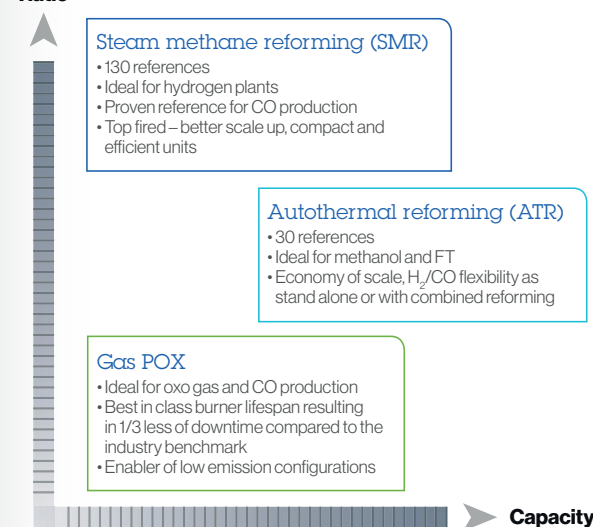 Steam methane reforming (SMR)
• 130 references
• Ideal for hydrogen plants
• Proven reference for CO production
• Top fired – better scale up, compact and
efficient units
Autothermal reforming (ATR)
• 30 references
• Ideal for methanol and FT
• Economy of scale, H₂/CO flexibility as
stand alone or with combined reforming
Gas POX
• Ideal for oxo gas and CO production
• Best in class burner lifespan resulting
in 1/3 less of downtime compared to the
industry benchmark
• Enabler of low emission configurations
Capacity